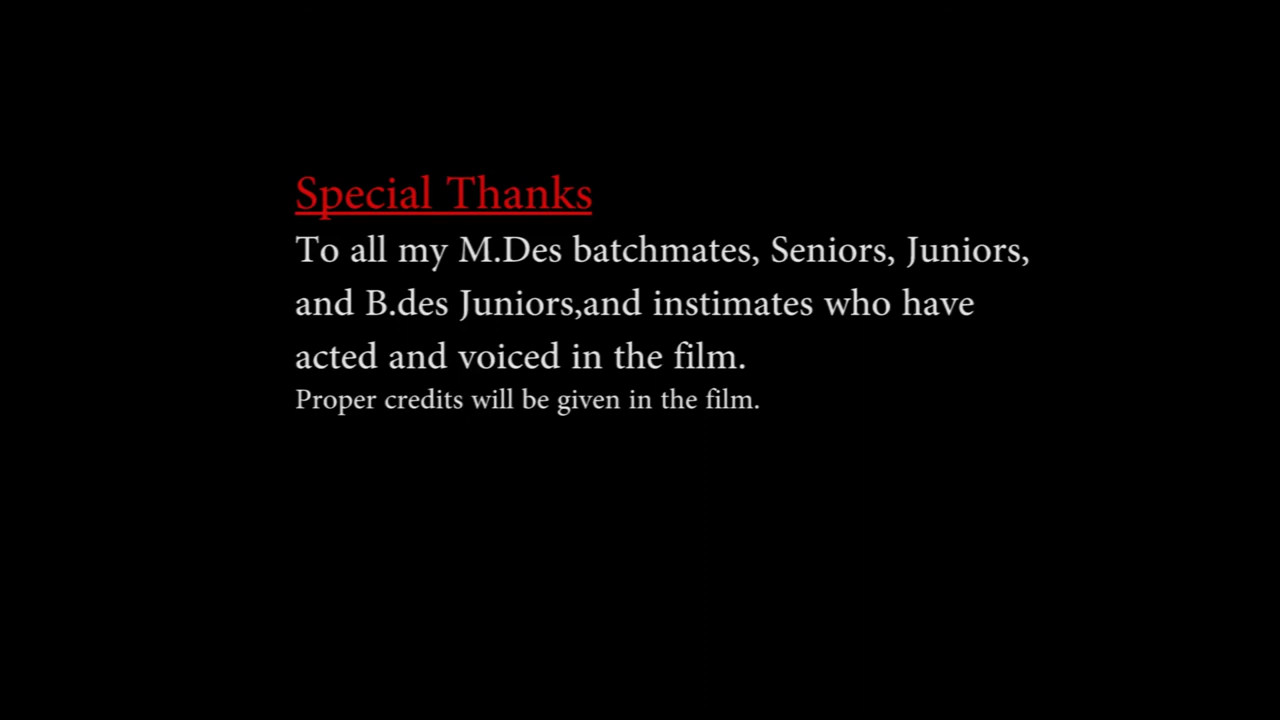 Special Thanks
To all my M.Des batchmates, Seniors, Juniors,
and B.des Juniors,and instimates who have
acted and voiced in the film.
Proper credits will be given in the film.